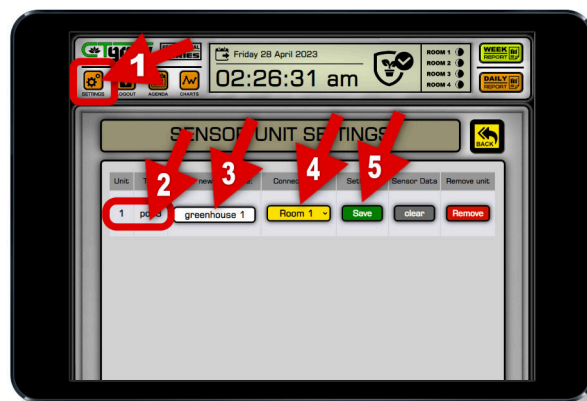 1
Friday 28 April 2023
02:26:31 am
ROOM 1
ROOM 2
ROOM 3
ROOM 4
WEEK
REPORT
DAILY
REPORT
SETTINGS
LOGOUT
AGENDA
CHARTS
SENSOR UNIT SETTINGS
BACK
2
3
4
5
Unit
new
Sensor Data
Remove unit
1
greenhouse 1
Room 1
Save
clear
Remove